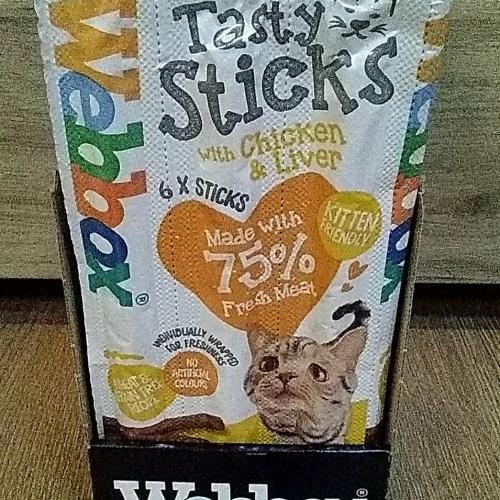 Webbox®
Tasty
Sticks
with Chicken
& Liver
6 X STICKS
Made with
75%
Fresh Meat
KITTEN
FRIENDLY
INDIVIDUALLY WRAPPED
FOR FRESHNESS
NO
ARTIFICIAL
COLOURS
Webbox
®